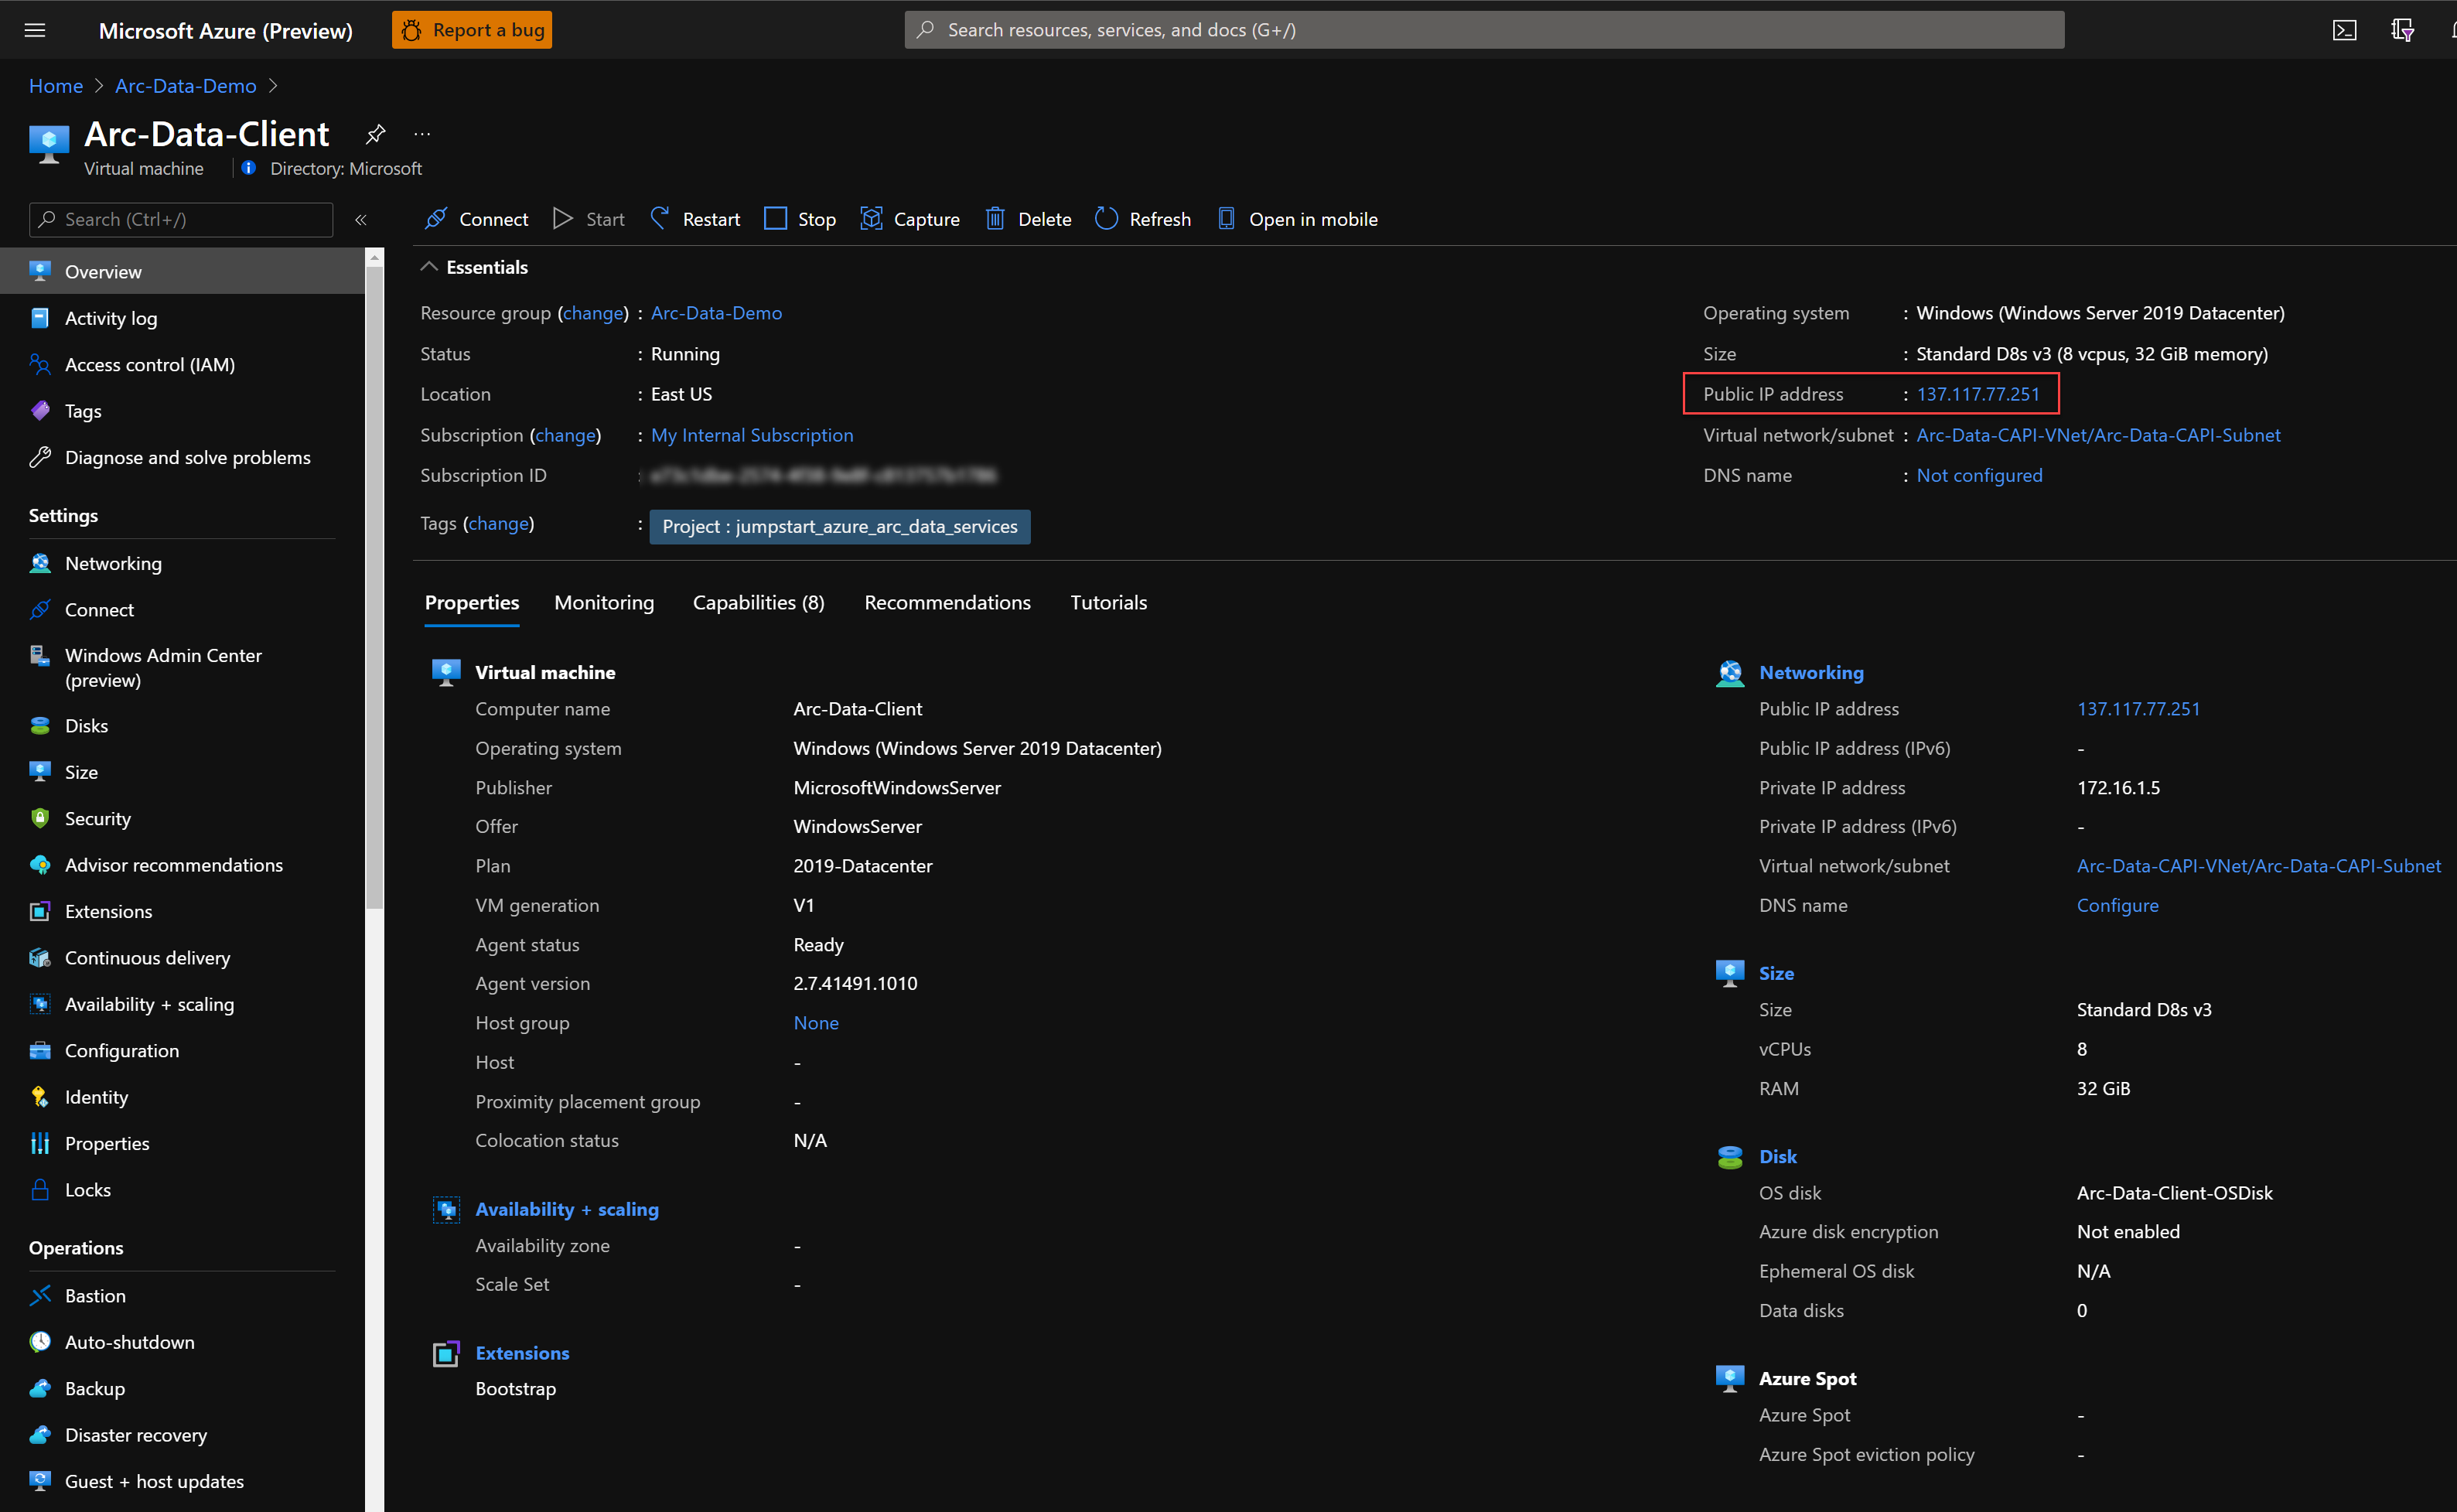 Microsoft Azure (Preview)
Report a bug
Search resources, services, and docs (G+/)
Home > Arc-Data-Demo >
Arc-Data-Client
Virtual machine | Directory: Microsoft
Search (Ctrl+/)
«
Connect
Start
Restart
Stop
Capture
Delete
Refresh
Open in mobile
Overview
Activity log
Access control (IAM)
Tags
Diagnose and solve problems
Settings
Networking
Connect
Windows Admin Center
(preview)
Disks
Size
Security
Advisor recommendations
Extensions
Continuous delivery
Availability + scaling
Configuration
Identity
Properties
Locks
Operations
Bastion
Auto-shutdown
Backup
Disaster recovery
Guest + host updates
Essentials
Resource group (change) : Arc-Data-Demo
Status : Running
Location : East US
Subscription (change) : My Internal Subscription
Subscription ID :
Tags (change) : Project : jumpstart_azure_arc_data_services
Operating system : Windows (Windows Server 2019 Datacenter)
Size : Standard D8s v3 (8 vcpus, 32 GiB memory)
Public IP address : 137.117.77.251
Virtual network/subnet : Arc-Data-CAPI-VNet/Arc-Data-CAPI-Subnet
DNS name : Not configured
Properties
Monitoring
Capabilities (8)
Recommendations
Tutorials
Virtual machine
Computer name Arc-Data-Client
Operating system Windows (Windows Server 2019 Datacenter)
Publisher MicrosoftWindowsServer
Offer WindowsServer
Plan 2019-Datacenter
VM generation V1
Agent status Ready
Agent version 2.7.41491.1010
Host group None
Host -
Proximity placement group -
Colocation status N/A
Availability + scaling
Availability zone -
Scale Set -
Extensions
Bootstrap
Networking
Public IP address 137.117.77.251
Public IP address (IPv6) -
Private IP address 172.16.1.5
Private IP address (IPv6) -
Virtual network/subnet Arc-Data-CAPI-VNet/Arc-Data-CAPI-Subnet
DNS name Configure
Size
Size Standard D8s v3
vCPUs 8
RAM 32 GiB
Disk
OS disk Arc-Data-Client-OSDisk
Azure disk encryption Not enabled
Ephemeral OS disk N/A
Data disks 0
Azure Spot
Azure Spot -
Azure Spot eviction policy -